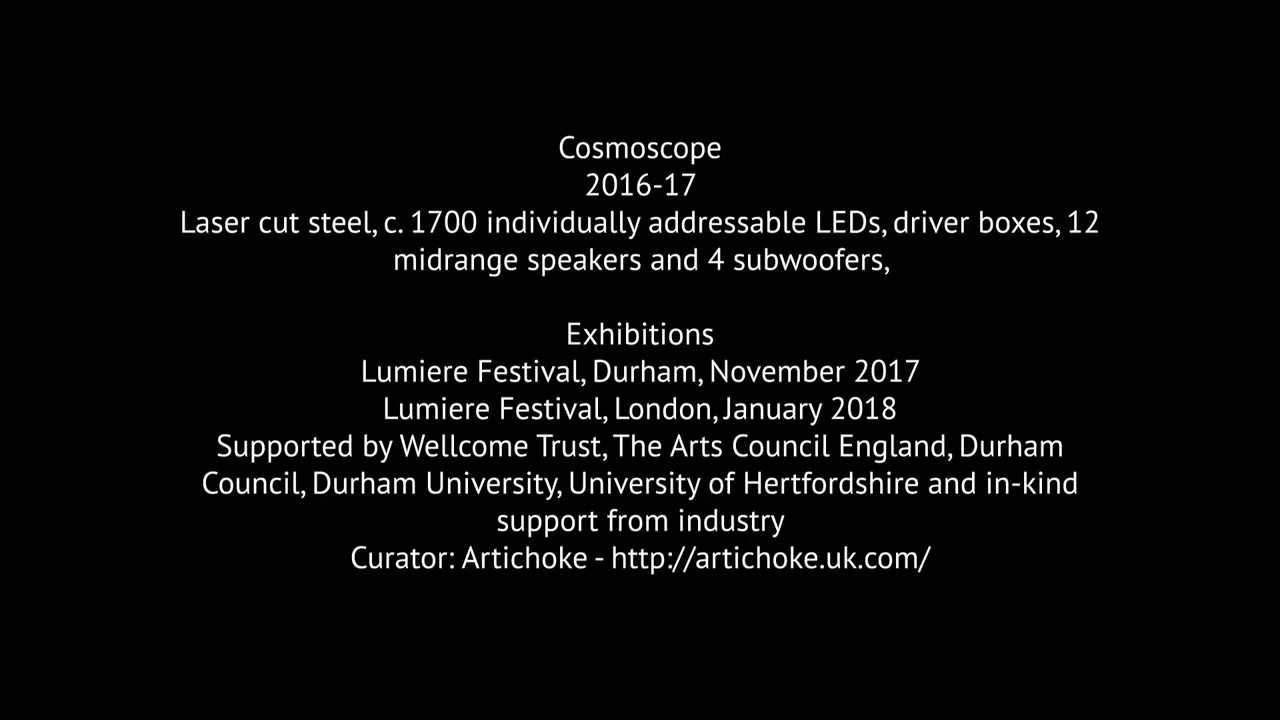 Cosmoscope
2016-17
Laser cut steel, c. 1700 individually addressable LEDs, driver boxes, 12
midrange speakers and 4 subwoofers,
Exhibitions
Lumiere Festival, Durham, November 2017
Lumiere Festival, London, January 2018
Supported by Wellcome Trust, The Arts Council England, Durham
Council, Durham University, University of Hertfordshire and in-kind
support from industry
Curator: Artichoke - http://artichoke.uk.com/